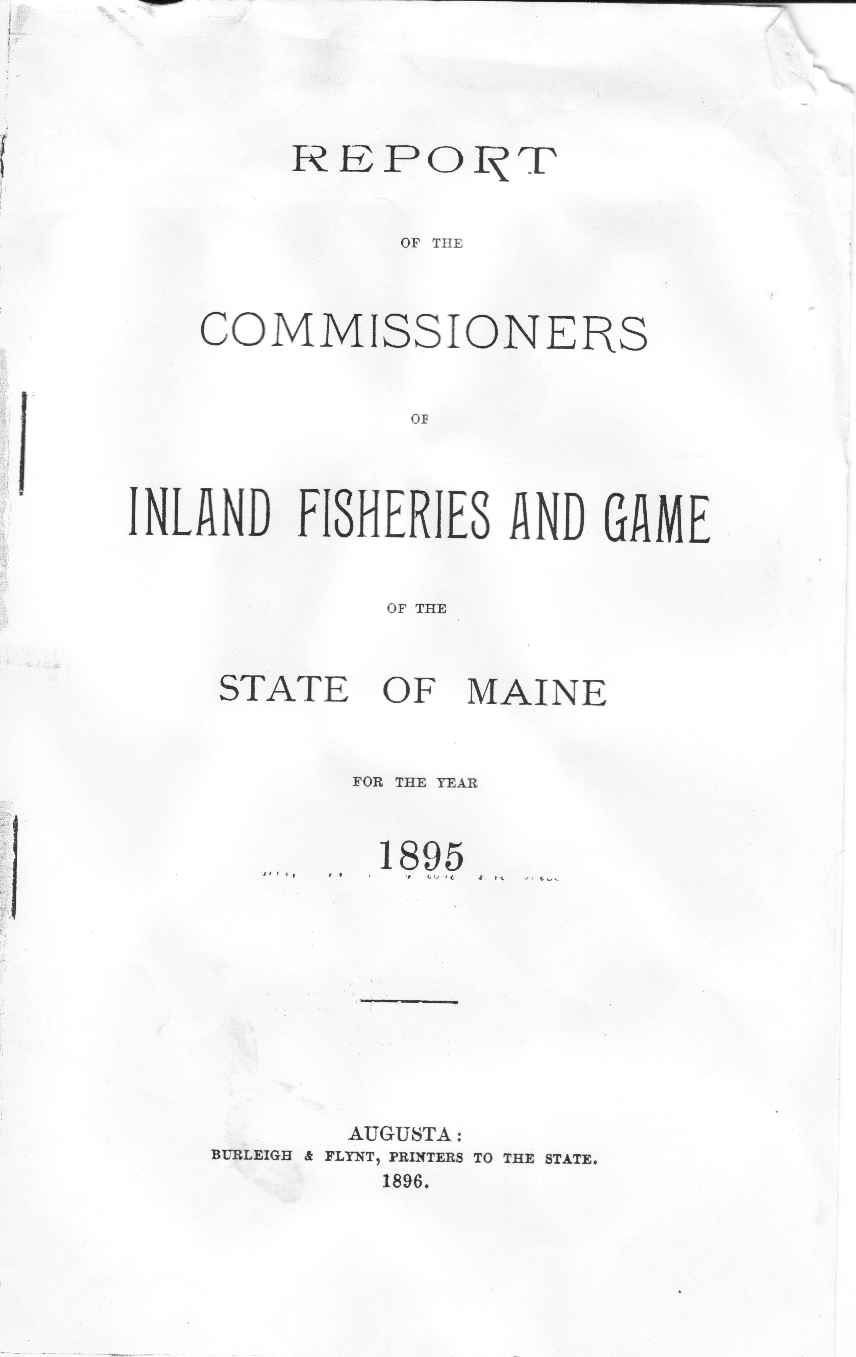 REPORT
OF THE
COMMISSIONERS
OF
INLAND FISHERIES AND GAME
OF THE
STATE OF MAINE
FOR THE YEAR
1895
AUGUSTA:
BURLEIGH & FLYNT, PRINTERS TO THE STATE.
1896.